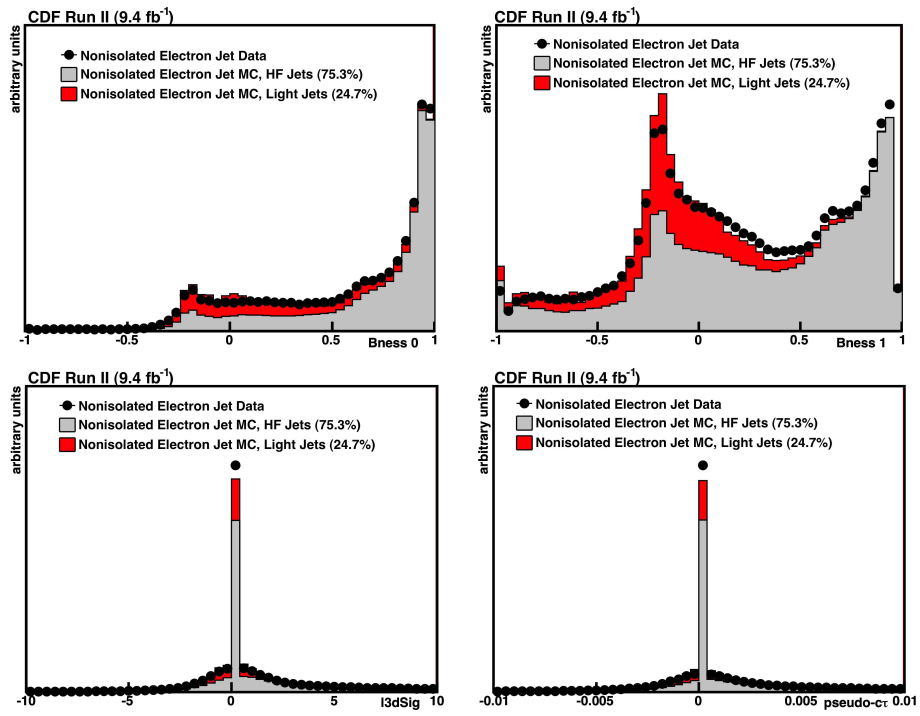 CDF Run II (9.4 fb-1)
arbitrary units
Nonisolated Electron Jet Data
Nonisolated Electron Jet MC, HF Jets (75.3%)
Nonisolated Electron Jet MC, Light Jets (24.7%)
-1 -0.5 0 0.5 1
Bness 0
CDF Run II (9.4 fb-1)
arbitrary units
Nonisolated Electron Jet Data
Nonisolated Electron Jet MC, HF Jets (75.3%)
Nonisolated Electron Jet MC, Light Jets (24.7%)
-1 -0.5 0 0.5 1
Bness 1
CDF Run II (9.4 fb-1)
arbitrary units
Nonisolated Electron Jet Data
Nonisolated Electron Jet MC, HF Jets (75.3%)
Nonisolated Electron Jet MC, Light Jets (24.7%)
-10 -5 0 5 10
l3dSig
CDF Run II (9.4 fb-1)
arbitrary units
Nonisolated Electron Jet Data
Nonisolated Electron Jet MC, HF Jets (75.3%)
Nonisolated Electron Jet MC, Light Jets (24.7%)
-0.01 -0.005 0 0.005 0.01
pseudo-cτ